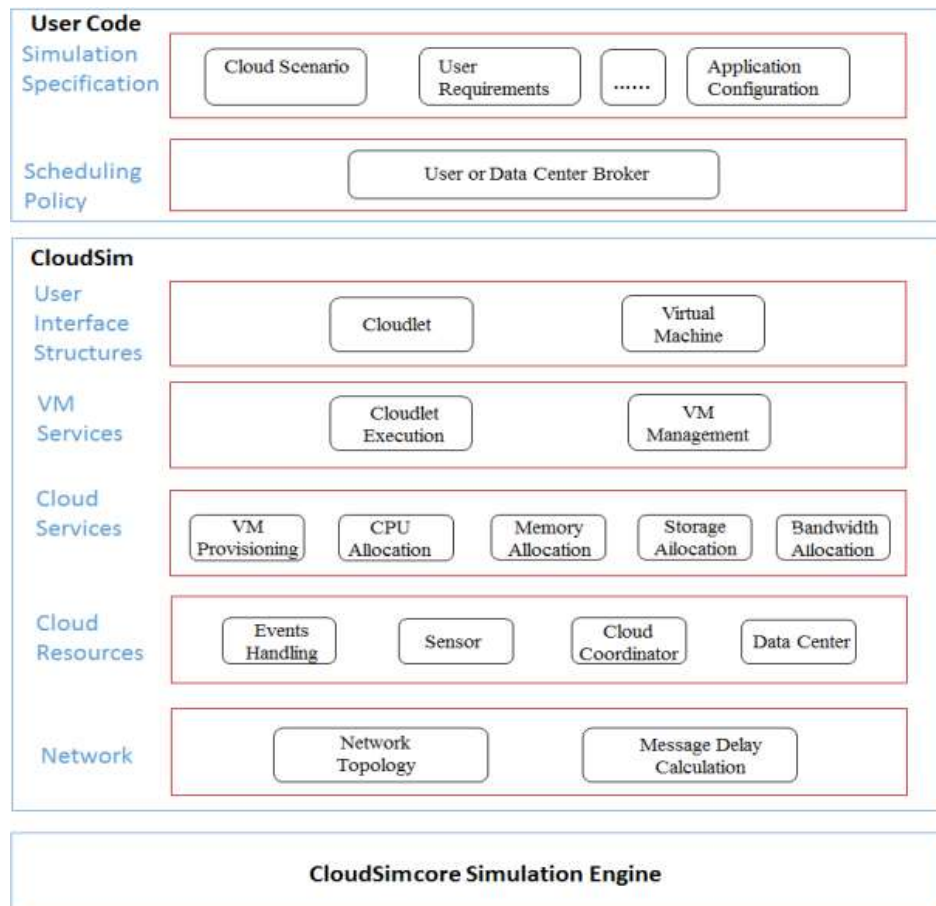 User Code
Simulation
Specification
Cloud Scenario
User
Requirements
......
Application
Configuration
Scheduling
Policy
User or Data Center Broker
CloudSim
User
Interface
Structures
Cloudlet
Virtual
Machine
VM
Services
Cloudlet
Execution
VM
Management
Cloud
Services
VM
Provisioning
CPU
Allocation
Memory
Allocation
Storage
Ailocation
Bandwidth
Allocation
Cloud
Resources
Events
Handling
Sensor
Cloud
Coordinator
Data Center
Network
Network
Topology
Message Delay
Calculation
CloudSimcore Simulation Engine